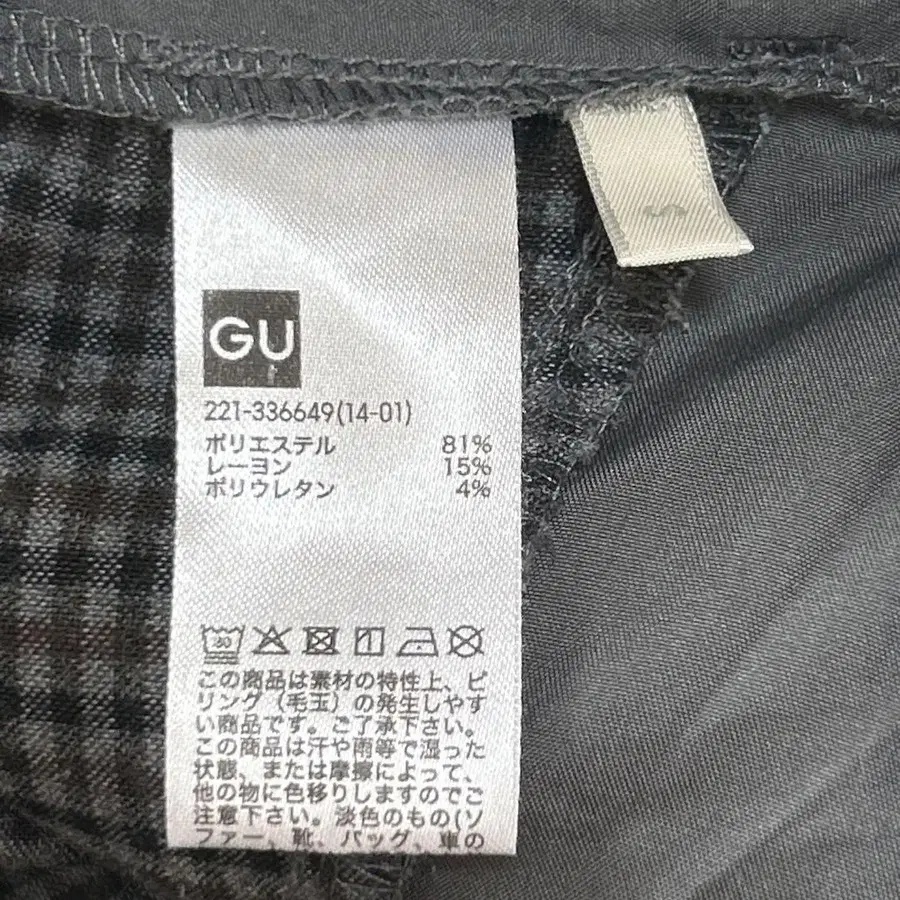 S
GU
221-336649(14-01)
ポリエステル 81%
レーヨン 15%
ポリウレタン 4%
30
この商品は素材の特性上、ピ
リング（毛玉）の発生しやす
い商品です。ご了承下さい。
この商品は汗や雨等で湿った
状態、または摩擦によって、
他の物に色移りしますのでご
注意下さい。淡色のもの(ソ
ファー、靴、バッグ、車の